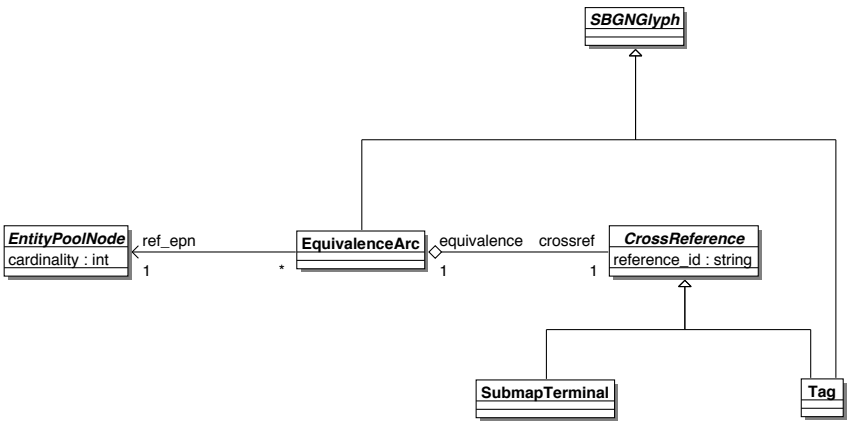 SBGNGlyph
EntityPoolNode
cardinality : int
ref_epn
1
*
EquivalenceArc
equivalence
1
crossref
1
CrossReference
reference_id : string
SubmapTerminal
Tag